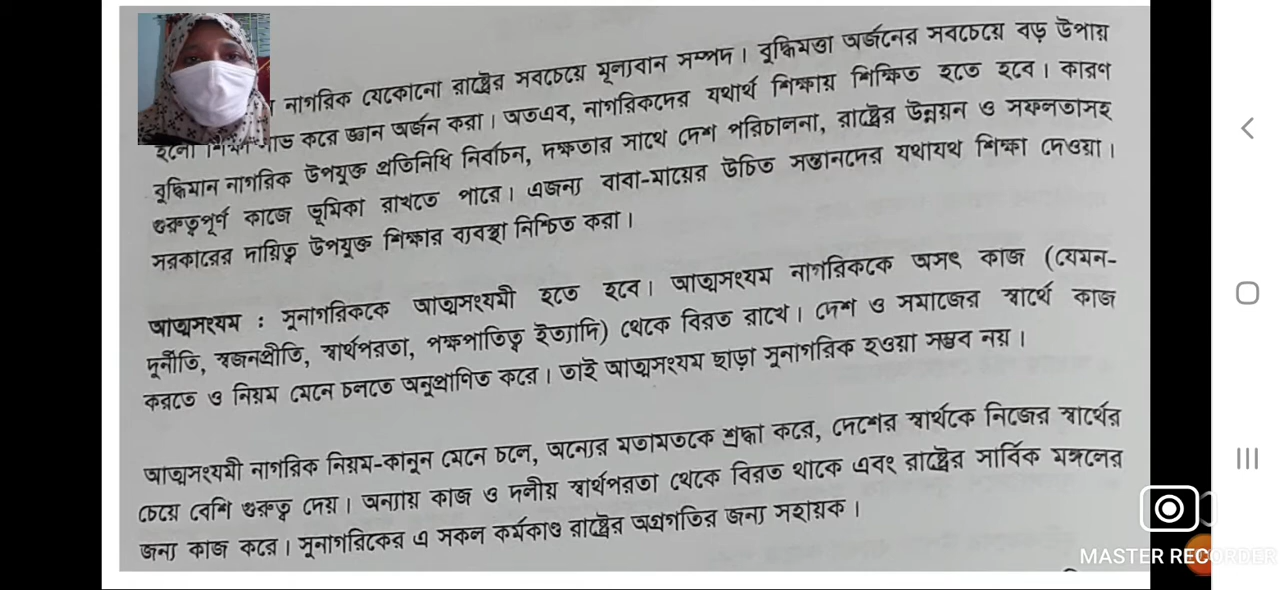 নাগরিক যেকোনো রাষ্ট্রের সবচেয়ে মূল্যবান সম্পদ। বুদ্ধিমত্তা অর্জনের সবচেয়ে বড় উপায়
হলো শিক্ষা লাভ করে জ্ঞান অর্জন করা। অতএব, নাগরিকদের যথার্থ শিক্ষায় শিক্ষিত হতে হবে। কারণ
বুদ্ধিমান নাগরিক উপযুক্ত প্রতিনিধি নির্বাচন, দক্ষতার সাথে দেশ পরিচালনা, রাষ্ট্রের উন্নয়ন ও সফলতাসহ
গুরুত্বপূর্ণ কাজে ভূমিকা রাখতে পারে। এজন্য বাবা-মায়ের উচিত সন্তানদের যথাযথ শিক্ষা দেওয়া।
সরকারের দায়িত্ব উপযুক্ত শিক্ষার ব্যবস্থা নিশ্চিত করা।
আত্মসংযম : সুনাগরিককে আত্মসংযমী হতে হবে। আত্মসংযম নাগরিককে অসৎ কাজ (যেমন-
দুর্নীতি, স্বজনপ্রীতি, স্বার্থপরতা, পক্ষপাতিত্ব ইত্যাদি) থেকে বিরত রাখে। দেশ ও সমাজের স্বার্থে কাজ
করতে ও নিয়ম মেনে চলতে অনুপ্রাণিত করে। তাই আত্মসংযম ছাড়া সুনাগরিক হওয়া সম্ভব নয়।
আত্মসংযমী নাগরিক নিয়ম-কানুন মেনে চলে, অন্যের মতামতকে শ্রদ্ধা করে, দেশের স্বার্থকে নিজের স্বার্থের
চেয়ে বেশি গুরুত্ব দেয়। অন্যায় কাজ ও দলীয় স্বার্থপরতা থেকে বিরত থাকে এবং রাষ্ট্রের সার্বিক মঙ্গলের
জন্য কাজ করে। সুনাগরিকের এ সকল কর্মকাণ্ড রাষ্ট্রের অগ্রগতির জন্য সহায়ক।
MASTER RECORDER